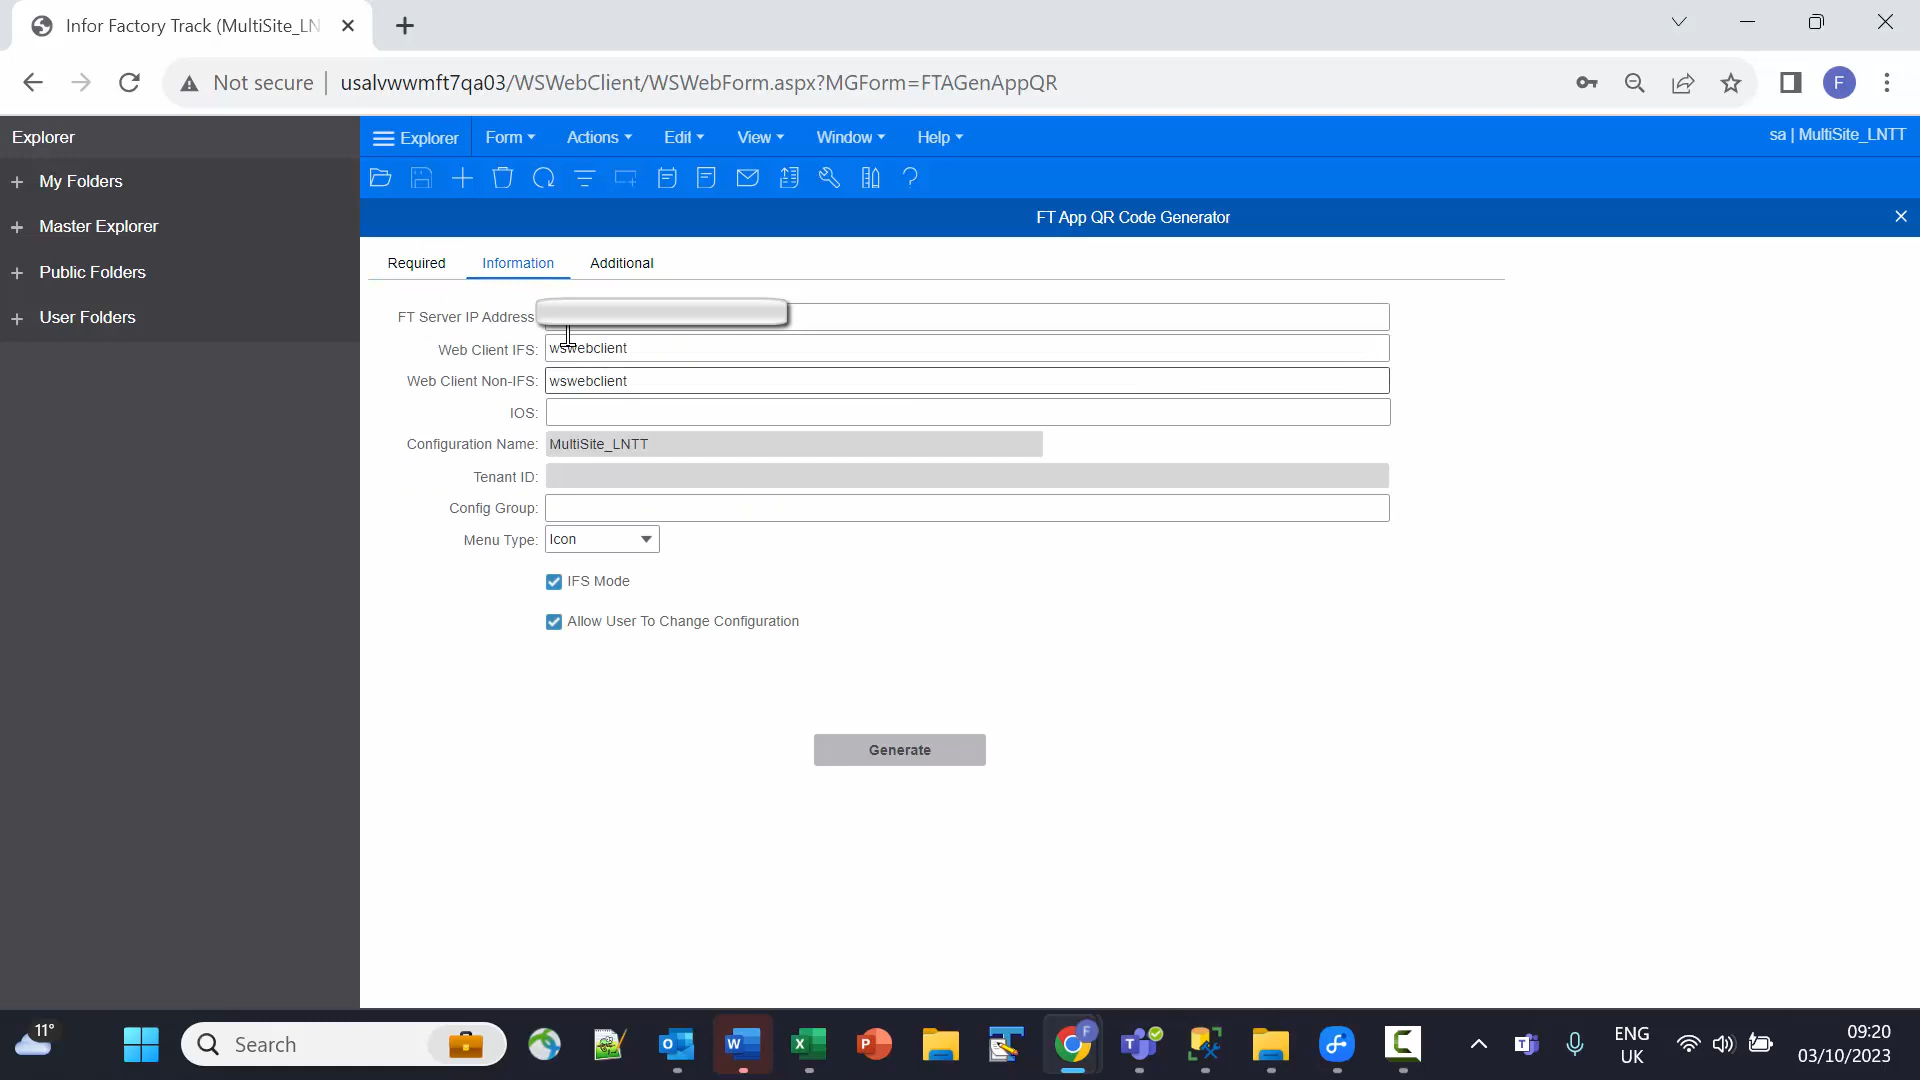 Infor Factory Track (MultiSite_LN
Not secure
usalvwwmft7qa03/WSWebClient/WSWebForm.aspx?MGForm=FTAGenAppQR
F
Explorer
Explorer Form Actions Edit View Window Help
sa | MultiSite_LNTT
My Folders
Master Explorer
Public Folders
User Folders
FT App QR Code Generator
Required Information Additional
FT Server IP Address
Web Client IFS: wswebclient
Web Client Non-IFS: wswebclient
IOS:
Configuration Name: MultiSite_LNTT
Tenant ID:
Config Group:
Menu Type: Icon
IFS Mode
Allow User To Change Configuration
Generate
11°
Search
ENG
UK
09:20
03/10/2023